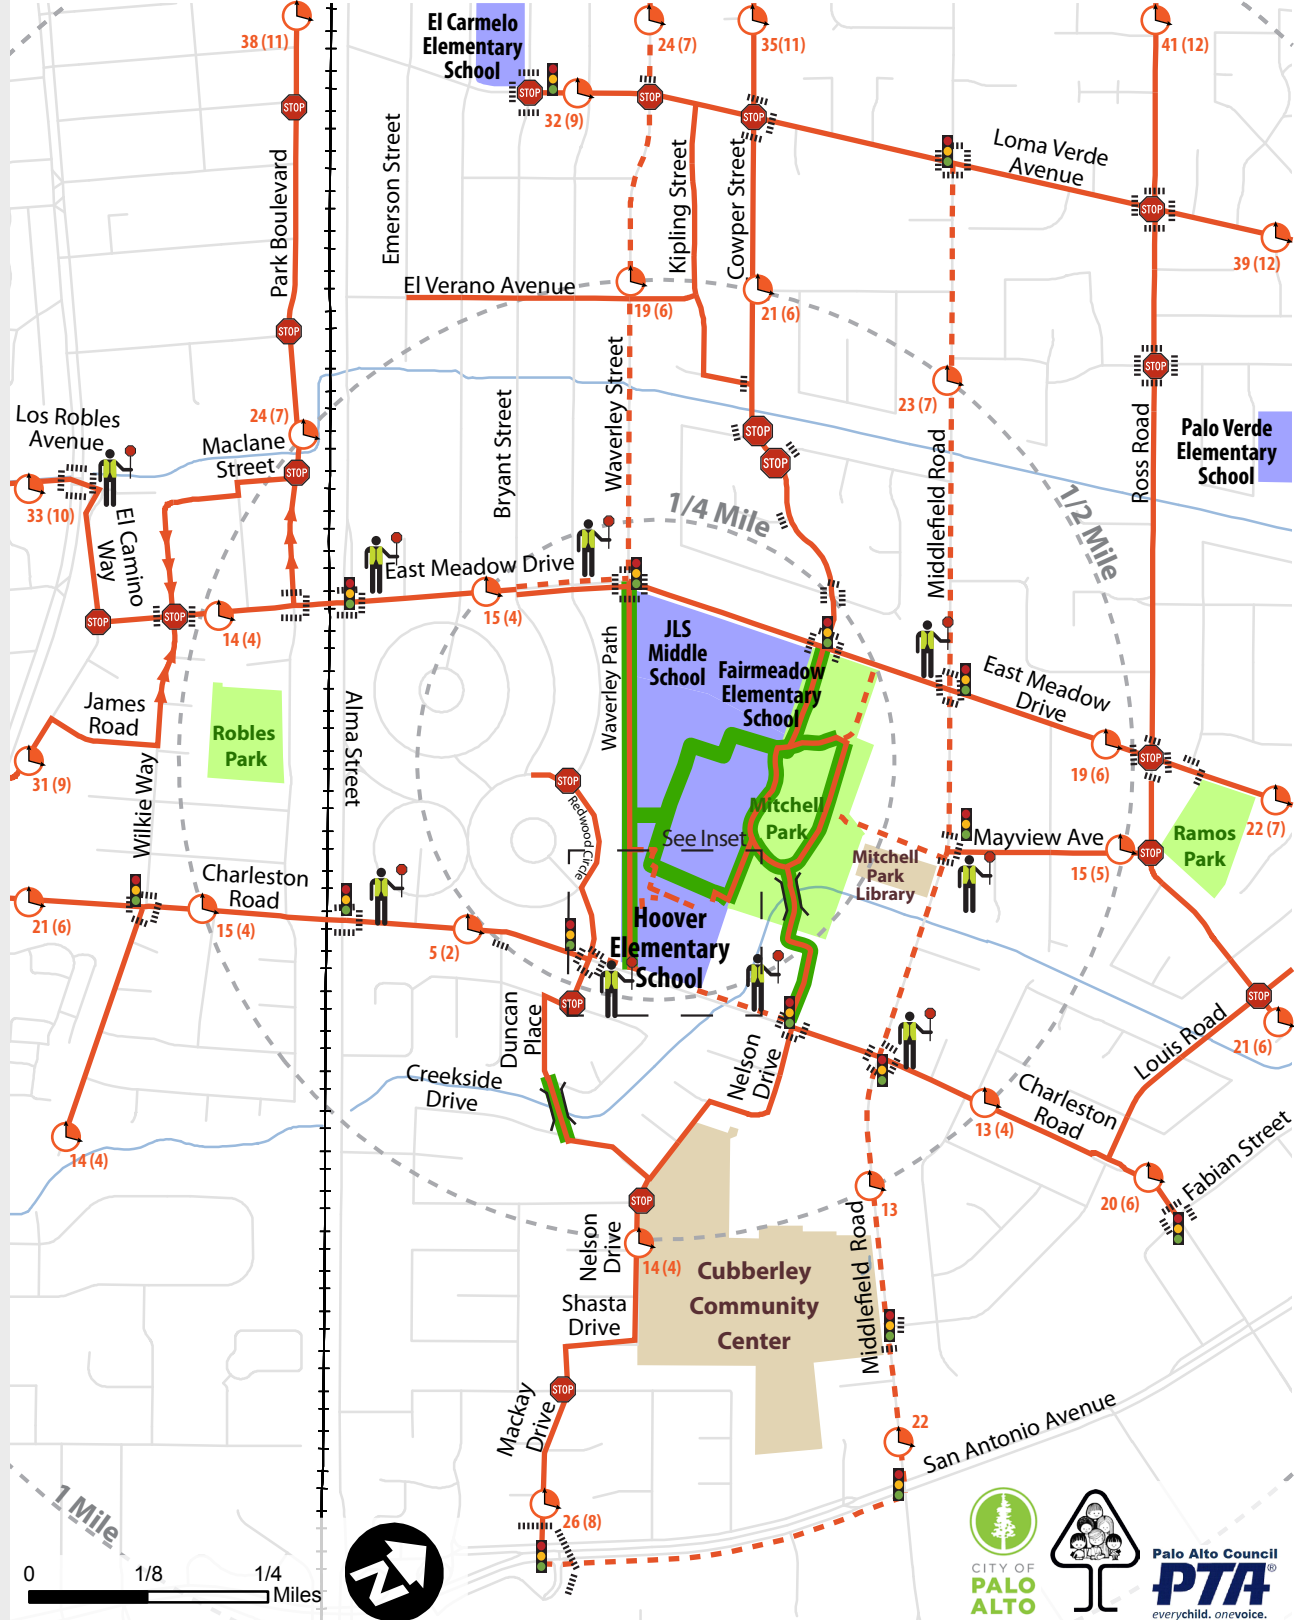 38 (11)
El Carmelo
Elementary
School
24 (7)
35(11)
41 (12)
STOP
STOP
STOP
32 (9)
STOP
STOP
Loma Verde
Avenue
Park Boulevard
Emerson Street
Kipling Street
Cowper Street
STOP
39 (12)
El Verano Avenue
19 (6)
21 (6)
STOP
STOP
Waverley Street
23 (7)
Los Robles
Avenue
24 (7)
Maclane
Street
STOP
Bryant Street
STOP
STOP
Middlefield Road
Ross Road
Palo Verde
Elementary
School
33 (10)
El Camino
Way
1/4 Mile
1/2 Mile
East Meadow Drive
15 (4)
STOP
STOP
14 (4)
JLS
Middle
School
Fairmeadow
Elementary
School
East Meadow
Drive
James
Road
Robles
Park
Alma Street
Waverley Path
19 (6)
STOP
31 (9)
Wilkie Way
STOP
Redwood Circle
Mitchell
Park
See Inset
22 (7)
Ramos
Park
Mayview Ave
STOP
15 (5)
Mitchell
Park
Library
Charleston
Road
21 (6)
15 (4)
5 (2)
Hoover
Elementary
School
STOP
Duncan
Place
STOP
21 (6)
Louis Road
Nelson
Drive
Creekside
Drive
Charleston
Road
13 (4)
14 (4)
Fabian Street
20 (6)
STOP
13
Nelson
Drive
14 (4)
Cubberley
Community
Center
Middlefield Road
Shasta
Drive
STOP
Mackay
Drive
22
San Antonio Avenue
1 Mile
26 (8)
0
1/8
1/4
Miles
N
CITY OF
PALO
ALTO
Palo Alto Council
PTA®
everychild. onevoice.